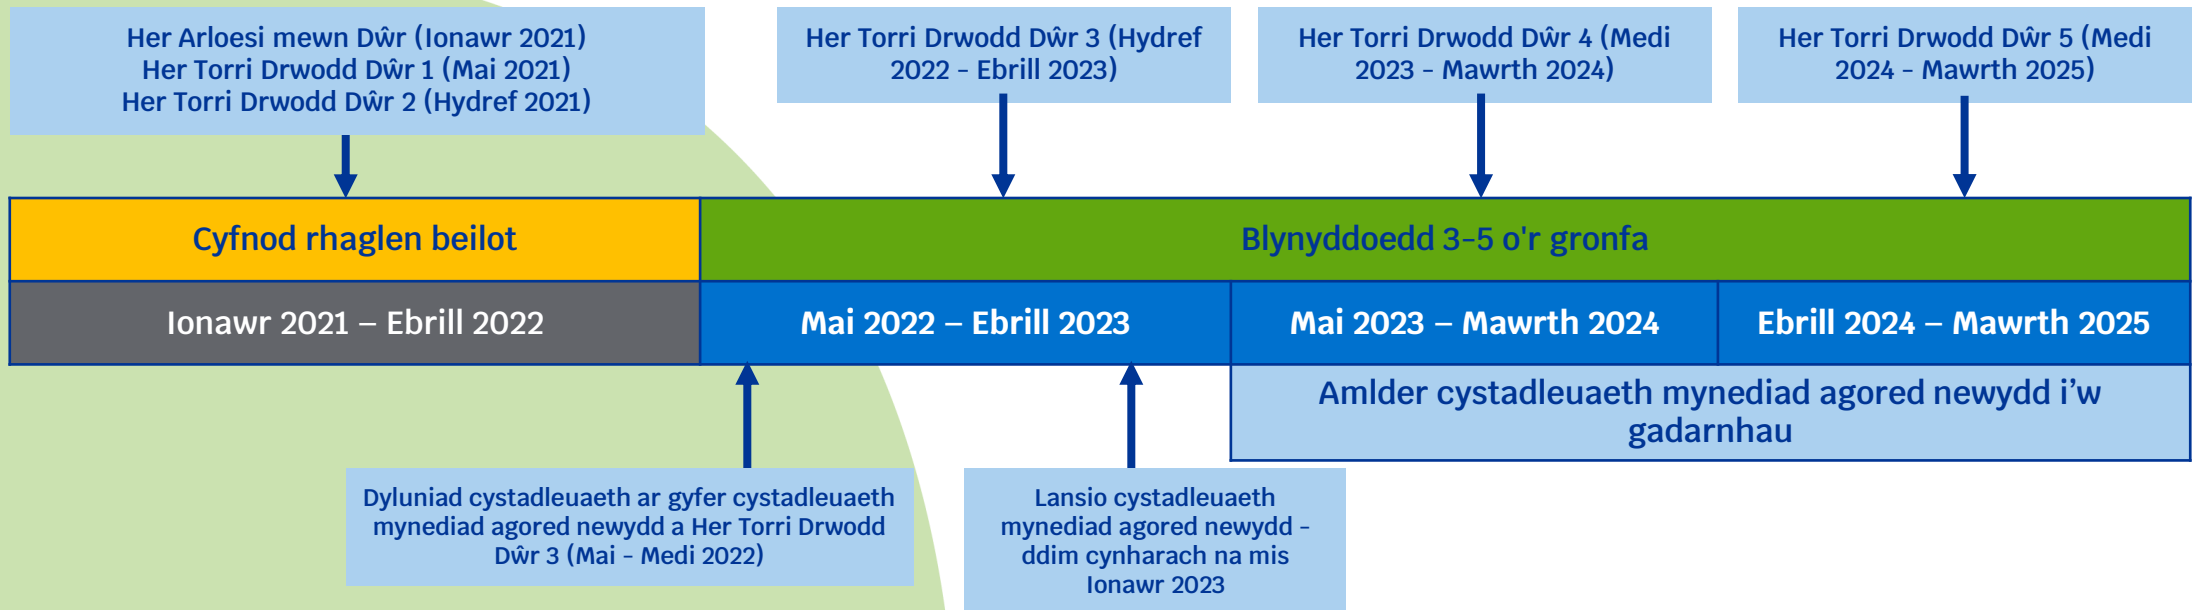 Her Arloesi mewn Dŵr (Ionawr 2021)
Her Torri Drwodd Dŵr 1 (Mai 2021)
Her Torri Drwodd Dŵr 2 (Hydref 2021)
Her Torri Drwodd Dŵr 3 (Hydref
2022 - Ebrill 2023)
Her Torri Drwodd Dŵr 4 (Medi
2023 - Mawrth 2024)
Her Torri Drwodd Dŵr 5 (Medi
2024 - Mawrth 2025)
Cyfnod rhaglen beilot
Blynyddoedd 3-5 o'r gronfa
Ionawr 2021 – Ebrill 2022
Mai 2022 – Ebrill 2023
Mai 2023 – Mawrth 2024
Ebrill 2024 – Mawrth 2025
Amlder cystadleuaeth mynediad agored newydd i’w
gadarnhau
Dyluniad cystadleuaeth ar gyfer cystadleuaeth
mynediad agored newydd a Her Torri Drwodd
Dŵr 3 (Mai - Medi 2022)
Lansio cystadleuaeth
mynediad agored newydd -
ddim cynharach na mis
Ionawr 2023